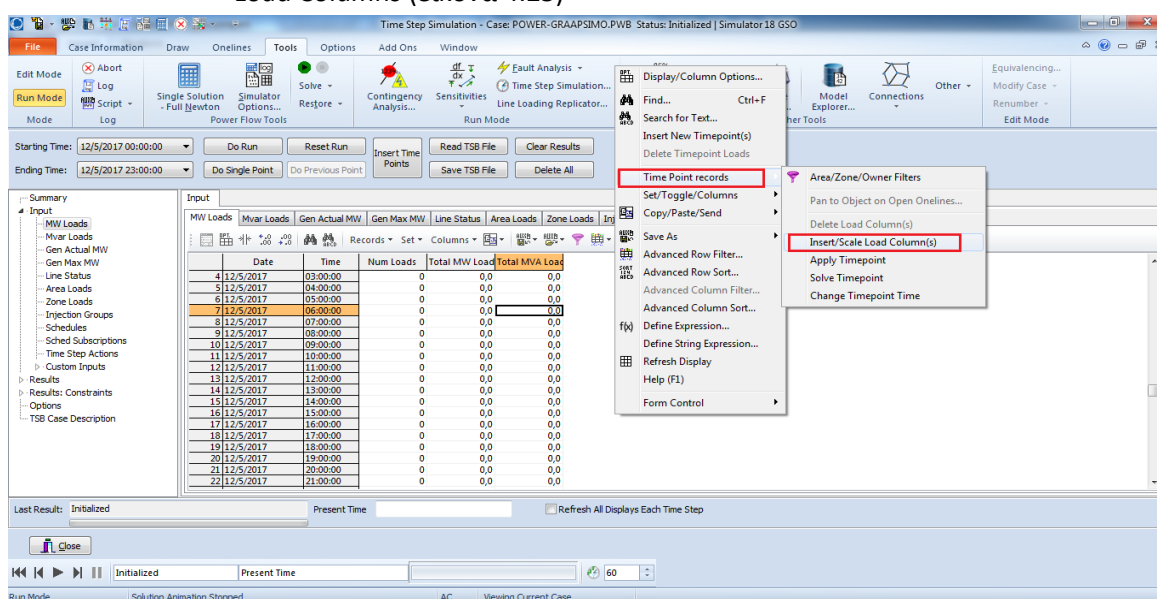 Time Step Simulation - Case: POWER-GRAAPSIMO.PWB Status: Initialized | Simulator 18 GSO
File Case Information Draw Onelines Tools Options Add Ons Window
Edit Mode
Run Mode
Mode
Abort
Log
Script
Log
Single Solution - Full Newton
Simulator Options...
Solve
Restore
Power Flow Tools
Contingency Analysis...
Sensitivities
Fault Analysis
Time Step Simulation...
Line Loading Replicator...
Run Mode
Model Explorer...
Connections
Other
Equivalencing...
Modify Case
Renumber
Edit Mode
Starting Time: 12/5/2017 00:00:00 Do Run Reset Run Insert Time Points Read TSB File Clear Results
Ending Time: 12/5/2017 23:00:00 Do Single Point Do Previous Point Save TSB File Delete All
Summary
Input
MW Loads
Mvar Loads
Gen Actual MW
Gen Max MW
Line Status
Area Loads
Zone Loads
Injection Groups
Schedules
Sched Subscriptions
Time Step Actions
Custom Inputs
Results
Results: Constraints
Options
TSB Case Description
Input
MW Loads Mvar Loads Gen Actual MW Gen Max MW Line Status Area Loads Zone Loads
Records Set Columns
Date Time Num Loads Total MW Load Total MVA Load
4 12/5/2017 03:00:00 0 0,0 0,0
5 12/5/2017 04:00:00 0 0,0 0,0
6 12/5/2017 05:00:00 0 0,0 0,0
7 12/5/2017 06:00:00 0 0,0 0,0
8 12/5/2017 07:00:00 0 0,0 0,0
9 12/5/2017 08:00:00 0 0,0 0,0
10 12/5/2017 09:00:00 0 0,0 0,0
11 12/5/2017 10:00:00 0 0,0 0,0
12 12/5/2017 11:00:00 0 0,0 0,0
13 12/5/2017 12:00:00 0 0,0 0,0
14 12/5/2017 13:00:00 0 0,0 0,0
15 12/5/2017 14:00:00 0 0,0 0,0
16 12/5/2017 15:00:00 0 0,0 0,0
17 12/5/2017 16:00:00 0 0,0 0,0
18 12/5/2017 17:00:00 0 0,0 0,0
19 12/5/2017 18:00:00 0 0,0 0,0
20 12/5/2017 19:00:00 0 0,0 0,0
21 12/5/2017 20:00:00 0 0,0 0,0
22 12/5/2017 21:00:00 0 0,0 0,0
Display/Column Options...
Find... Ctrl+F
Search for Text...
Insert New Timepoint(s)
Delete Timepoint Loads
Time Point records
Set/Toggle/Columns
Copy/Paste/Send
Save As
Advanced Row Filter...
Advanced Row Sort...
Advanced Column Filter...
Advanced Column Sort...
f(x) Define Expression...
Define String Expression...
Refresh Display
Help (F1)
Form Control
Area/Zone/Owner Filters
Pan to Object on Open Onelines...
Delete Load Column(s)
Insert/Scale Load Column(s)
Apply Timepoint
Solve Timepoint
Change Timepoint Time
Last Result: Initialized Present Time Refresh All Displays Each Time Step
Close
Initialized Present Time 60
Run Mode Solution Animation Stopped AC Viewing Current Case